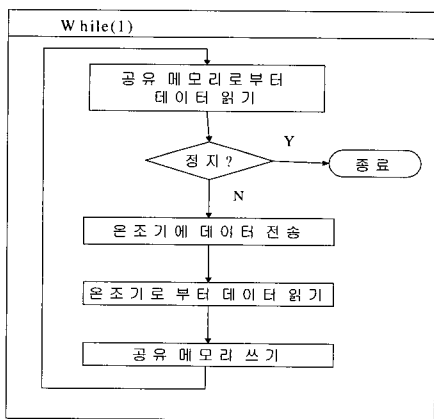 While(1)
공유 메모리로부터
데이터 읽기
정지?
Y
종료
N
온조기에 데이터 전송
온조기로 부터 데이터 읽기
공유 메모리 쓰기